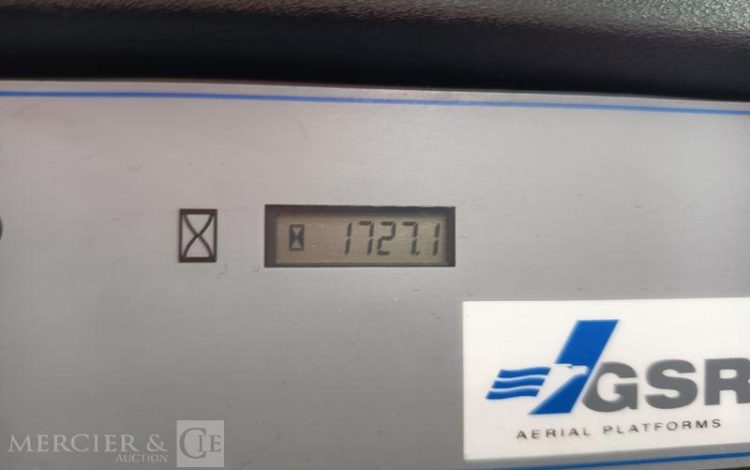 1727.1
GSR
AERIAL PLATFORMS
MERCIER & CIE
AUCTION